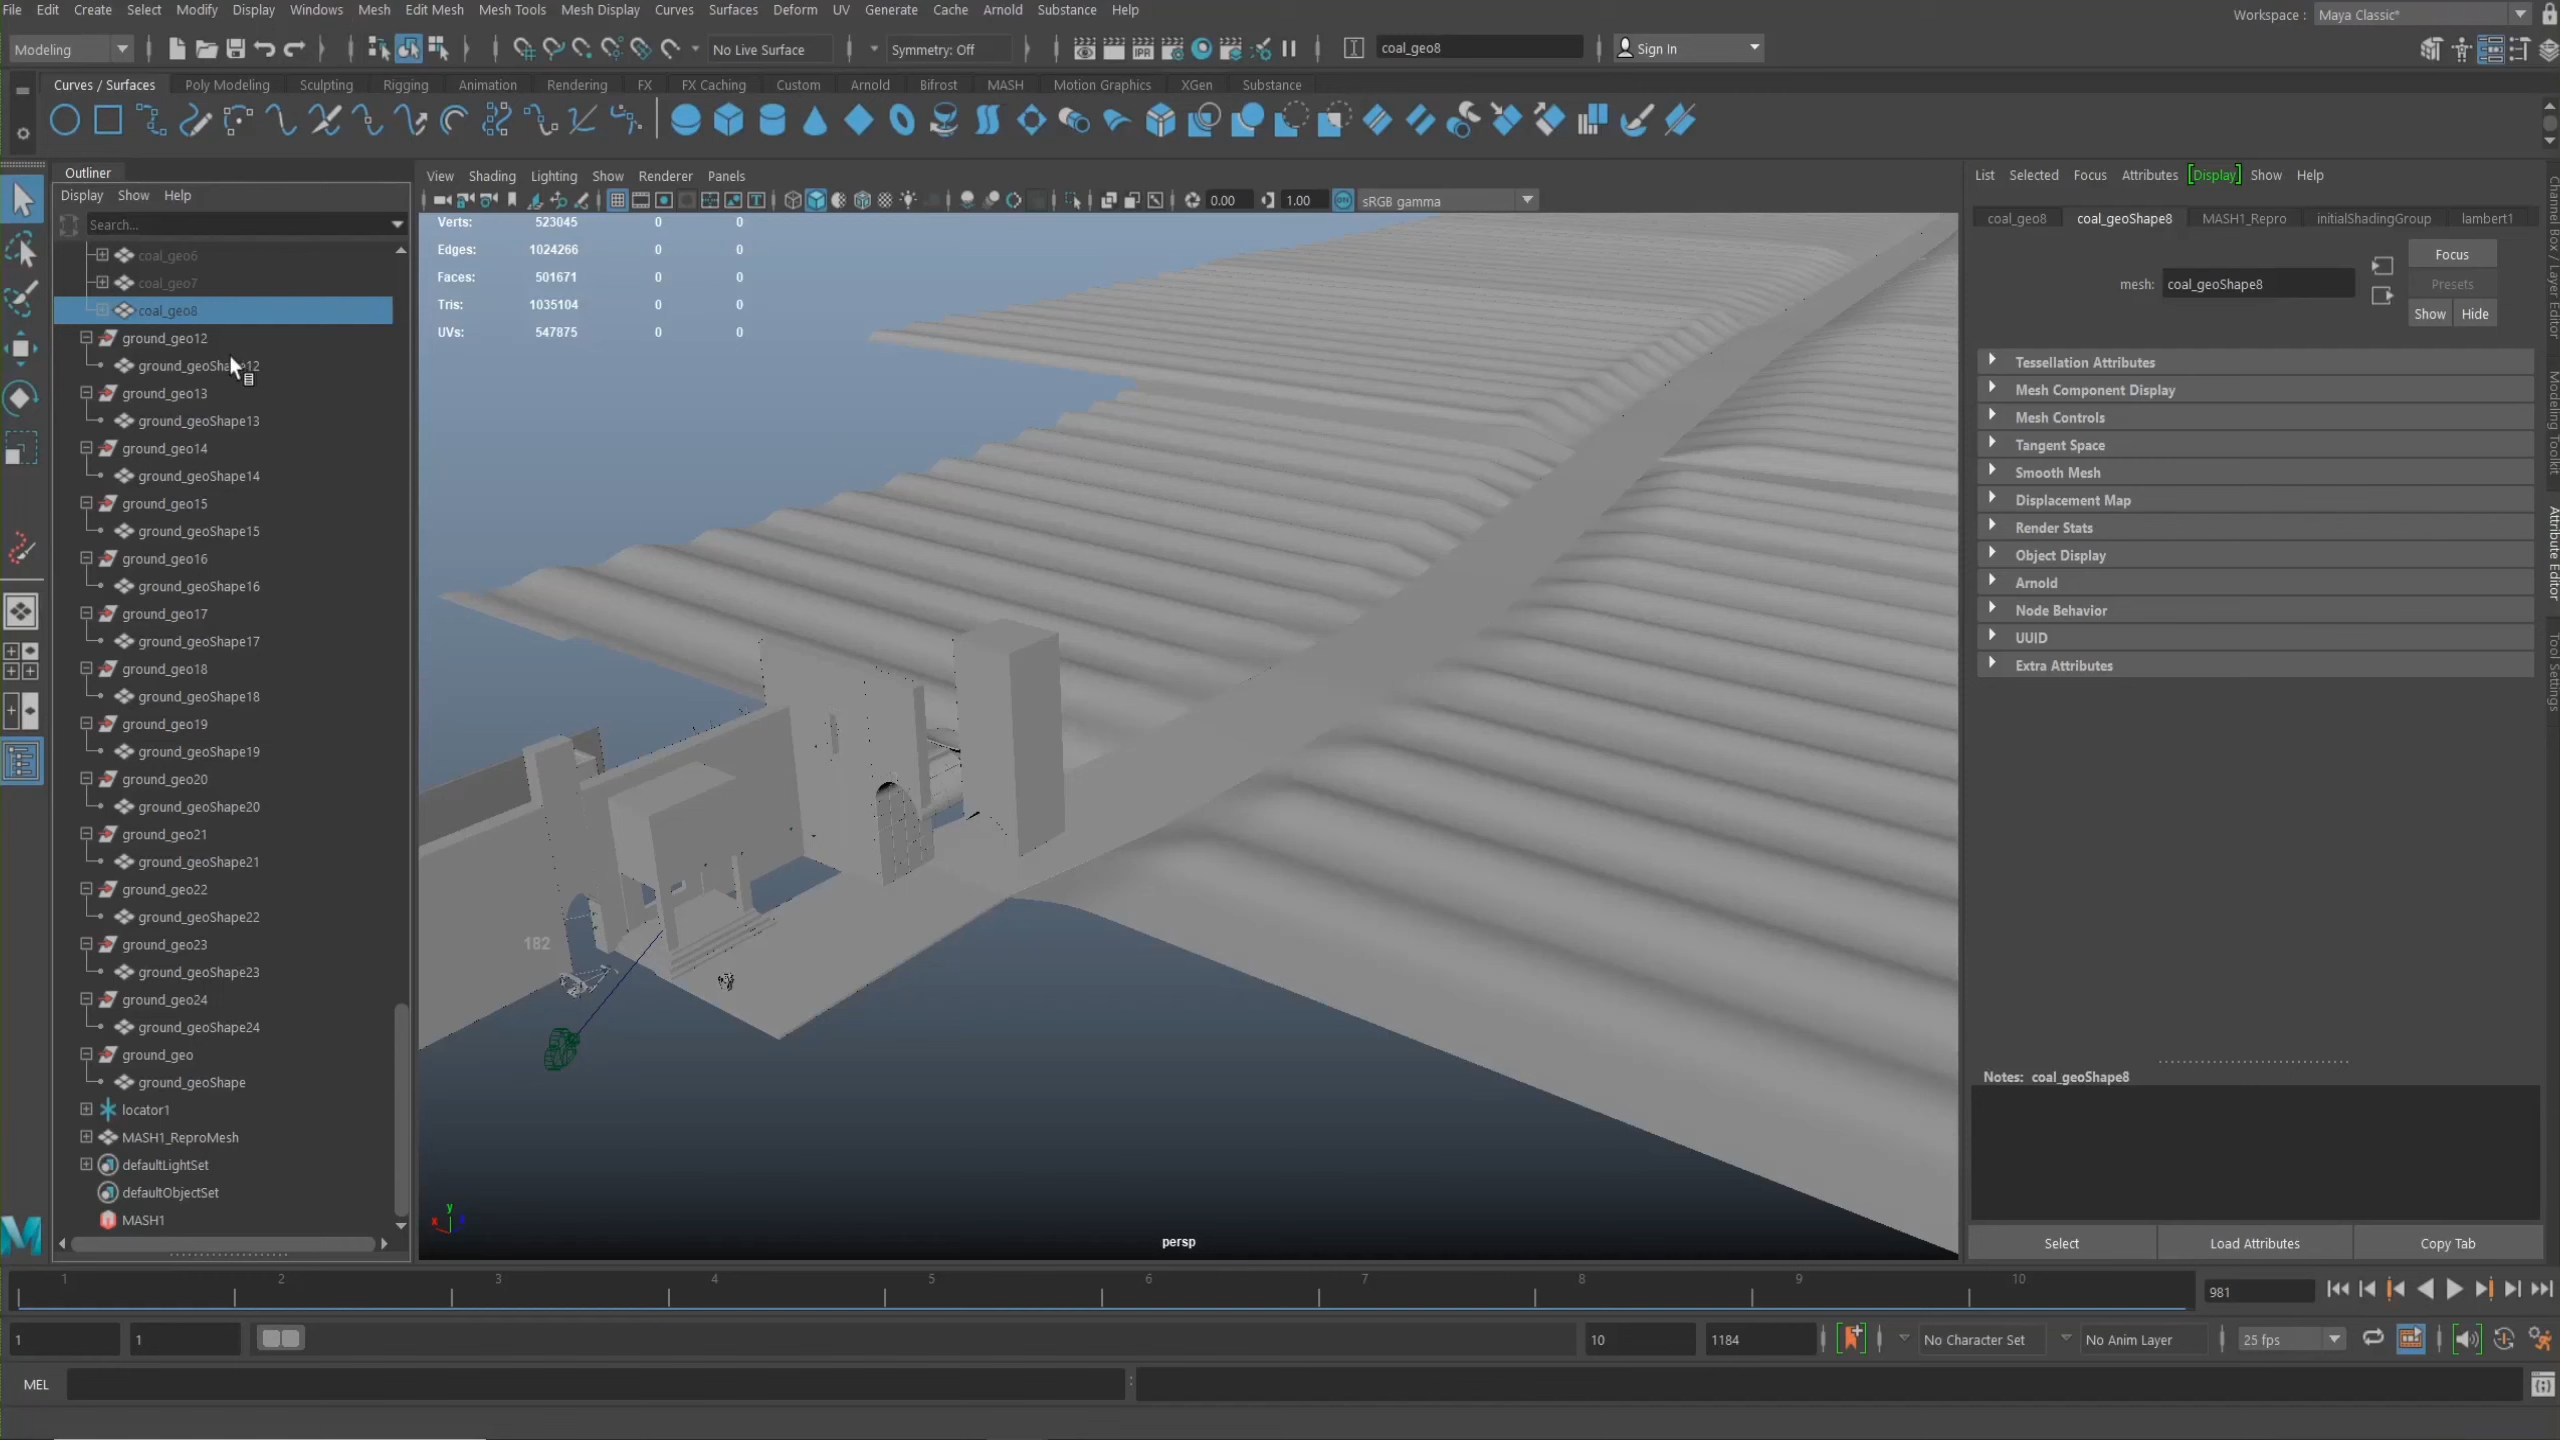 File Edit Create Select Modify Display Windows Mesh Edit Mesh Mesh Tools Mesh Display Curves Surfaces Deform UV Generate Cache Arnold Substance Help
Workspace : Maya Classic*
Modeling No Live Surface Symmetry: Off coal_geo8 Sign In
Curves / Surfaces Poly Modeling Sculpting Rigging Animation Rendering FX FX Caching Custom Arnold Bifrost MASH Motion Graphics XGen Substance
Outliner
Display Show Help
Search...
coal_geo6
coal_geo7
coal_geo8
ground_geo12
ground_geoShape12
ground_geo13
ground_geoShape13
ground_geo14
ground_geoShape14
ground_geo15
ground_geoShape15
ground_geo16
ground_geoShape16
ground_geo17
ground_geoShape17
ground_geo18
ground_geoShape18
ground_geo19
ground_geoShape19
ground_geo20
ground_geoShape20
ground_geo21
ground_geoShape21
ground_geo22
ground_geoShape22
ground_geo23
ground_geoShape23
ground_geo24
ground_geoShape24
ground_geo
ground_geoShape
locator1
MASH1_ReproMesh
defaultLightSet
defaultObjectSet
MASH1
View Shading Lighting Show Renderer Panels
0.00 1.00 sRGB gamma
Verts: 523045 0 0
Edges: 1024266 0 0
Faces: 501671 0 0
Tris: 1035104 0 0
UVs: 547875 0 0
182
y
x
persp
List Selected Focus Attributes Display Show Help
coal_geo8 coal_geoShape8 MASH1_Repro initialShadingGroup lambert1
mesh: coal_geoShape8
Focus
Presets
Show Hide
Tessellation Attributes
Mesh Component Display
Mesh Controls
Tangent Space
Smooth Mesh
Displacement Map
Render Stats
Object Display
Arnold
Node Behavior
UUID
Extra Attributes
Notes: coal_geoShape8
Select Load Attributes Copy Tab
Channel Box / Layer Editor
Modeling Toolkit
Attribute Editor
Tool Settings
1 2 3 4 5 6 7 8 9 10
981
1 1 10 1184 No Character Set No Anim Layer 25 fps
MEL